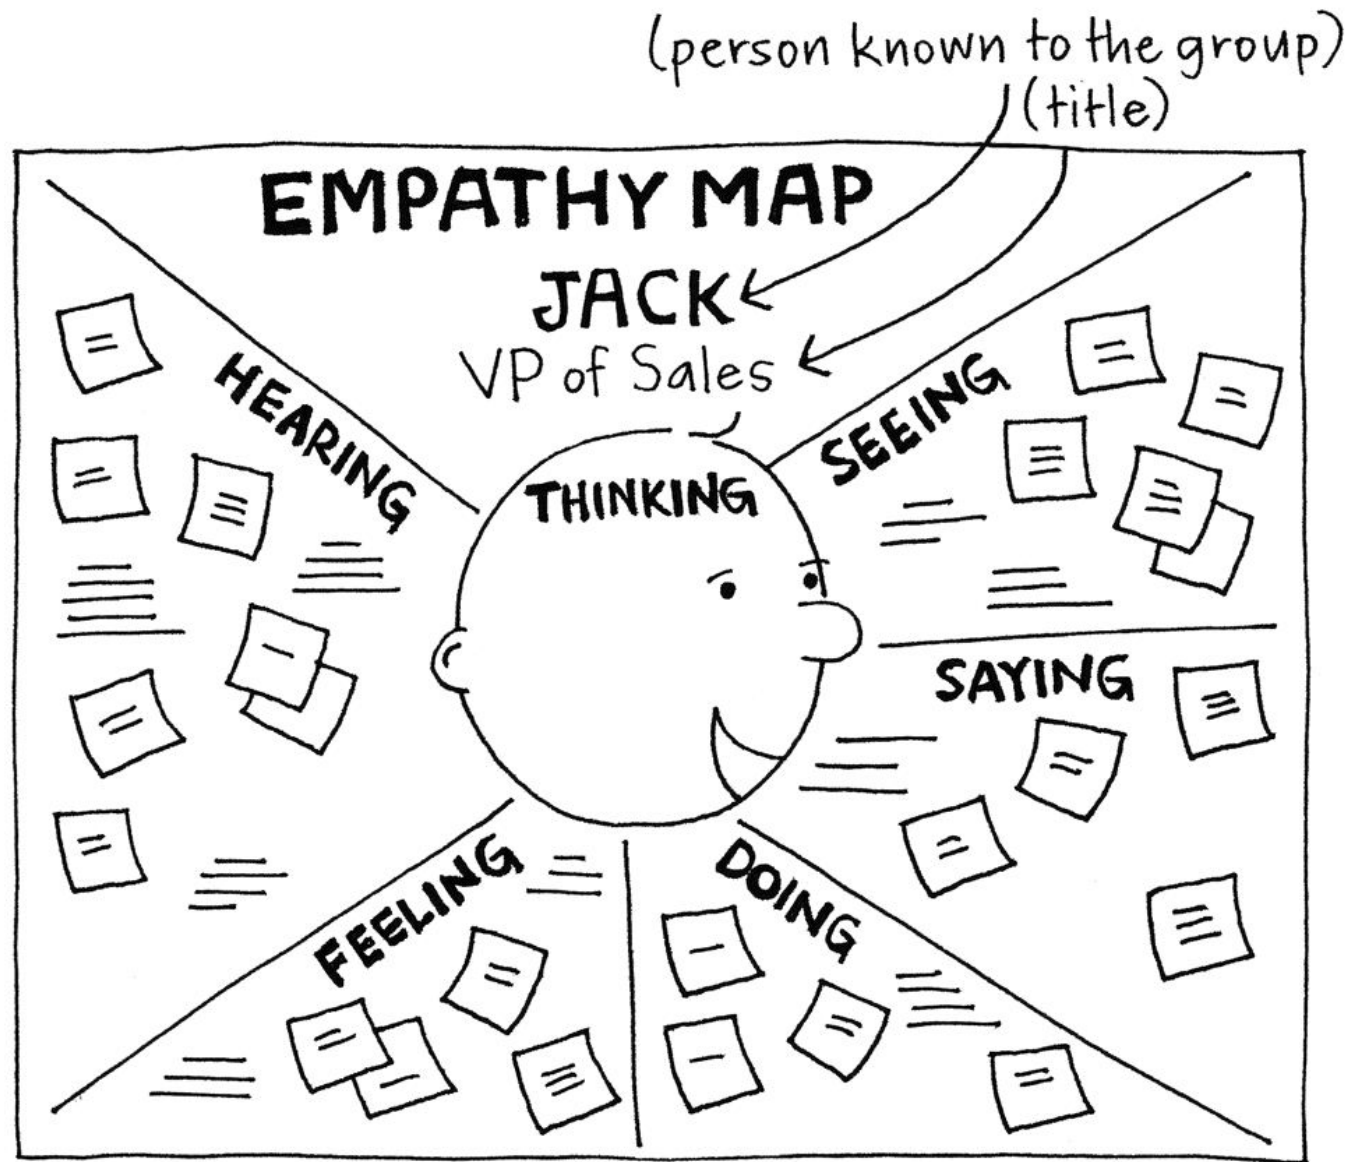 (person known to the group)
(title)
EMPATHY MAP
JACK
VP of Sales
HEARING
THINKING
SEEING
SAYING
FEELING
DOING